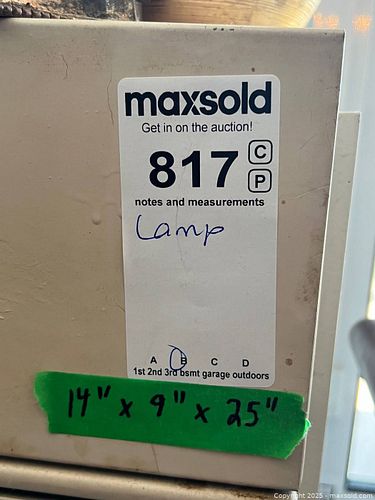 maxsold
Get in on the auction!
817 C
P
notes and measurements
Lamp
A B C D
1st 2nd 3rd bsmt garage outdoors
14" x 9" x 25"
Copyright 2025 - maxsold.com